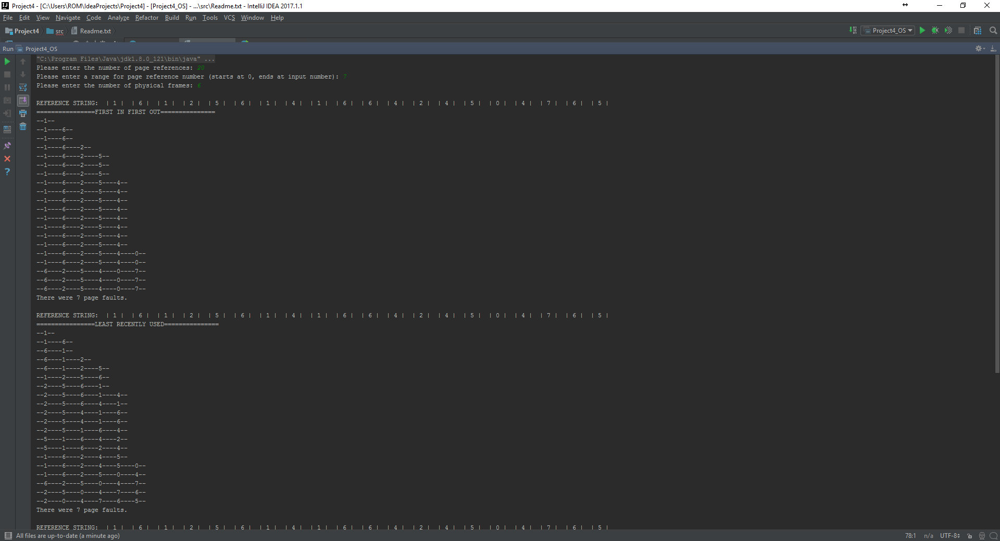 Project4 - [C:\Users\ROM\IdeaProjects\Project4] - [Project4_OS] - ...\src\Readme.txt - IntelliJ IDEA 2017.1.1
File Edit View Navigate Code Analyze Refactor Build Run Tools VCS Window Help
Project4 src Readme.txt Project4_OS
Run Project4_OS
"C:\Program Files\Java\jdk1.8.0_121\bin\java" ...
Please enter the number of page references: 20
Please enter a range for page reference number (starts at 0, ends at input number): 7
Please enter the number of physical frames: 6
REFERENCE STRING: | 1 | | 6 | | 1 | | 2 | | 5 | | 6 | | 1 | | 4 | | 1 | | 6 | | 6 | | 4 | | 2 | | 4 | | 5 | | 0 | | 4 | | 7 | | 6 | | 5 |
================FIRST IN FIRST OUT===============
--1--
--1----6--
--1----6--
--1----6----2--
--1----6----2----5--
--1----6----2----5--
--1----6----2----5--
--1----6----2----5----4--
--1----6----2----5----4--
--1----6----2----5----4--
--1----6----2----5----4--
--1----6----2----5----4--
--1----6----2----5----4--
--1----6----2----5----4--
--1----6----2----5----4--
--1----6----2----5----4----0--
--1----6----2----5----4----0--
--6----2----5----4----0----7--
--6----2----5----4----0----7--
--6----2----5----4----0----7--
There were 7 page faults.
REFERENCE STRING: | 1 | | 6 | | 1 | | 2 | | 5 | | 6 | | 1 | | 4 | | 1 | | 6 | | 6 | | 4 | | 2 | | 4 | | 5 | | 0 | | 4 | | 7 | | 6 | | 5 |
================LEAST RECENTLY USED===============
--1--
--1----6--
--6----1--
--6----1----2--
--6----1----2----5--
--1----2----5----6--
--2----5----6----1--
--2----5----6----1----4--
--2----5----6----4----1--
--2----5----4----1----6--
--2----5----4----1----6--
--2----5----1----6----4--
--5----1----6----4----2--
--5----1----6----2----4--
--1----6----2----4----5--
--1----6----2----4----5----0--
--1----6----2----5----0----4--
--6----2----5----0----4----7--
--2----5----0----4----7----6--
--2----0----4----7----6----5--
There were 7 page faults.
REFERENCE STRING: | 1 | | 6 | | 1 | | 2 | | 5 | | 6 | | 1 | | 4 | | 1 | | 6 | | 6 | | 4 | | 2 | | 4 | | 5 | | 0 | | 4 | | 7 | | 6 | | 5 |
All files are up-to-date (a minute ago) 78:1 n/a UTF-8